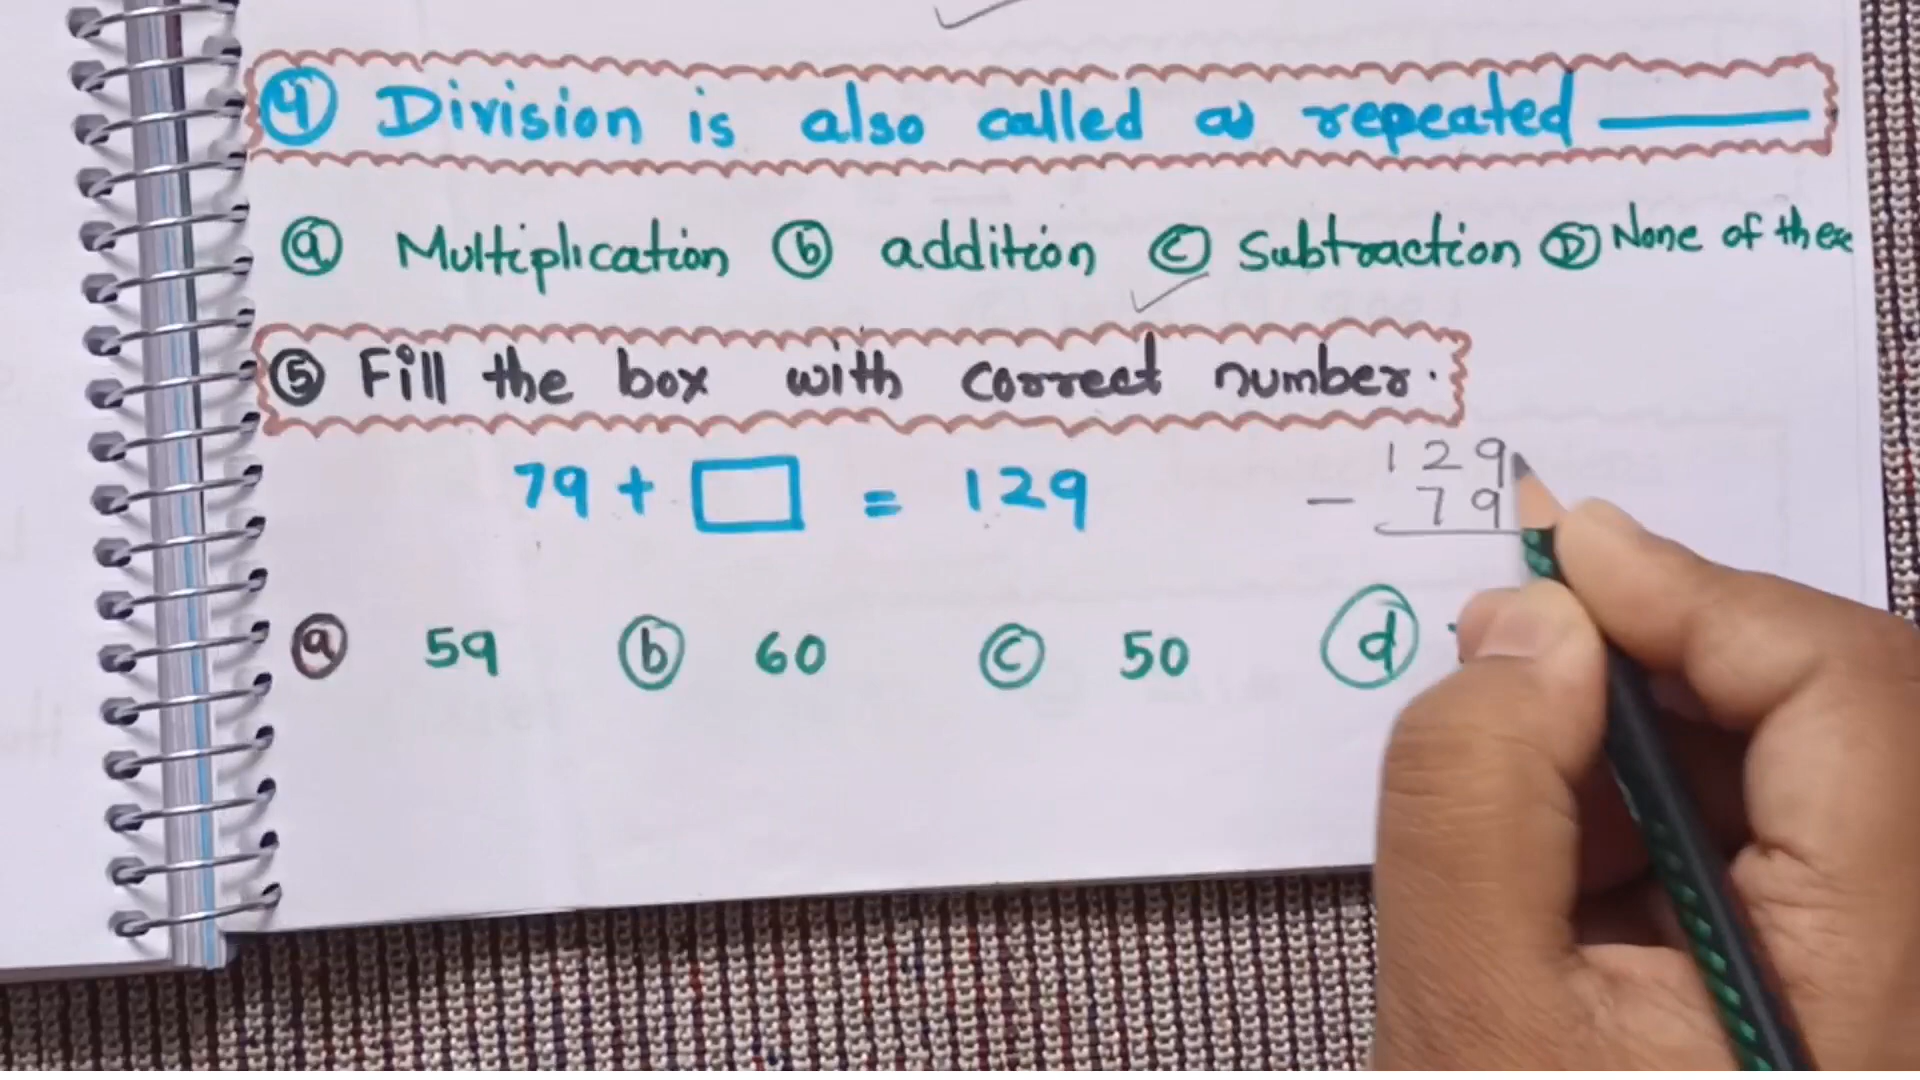 4 Division is also called as repeated ______
a Multiplication b addition c Subtraction D None of these
5 Fill the box with correct number.
79 + □ = 129
129
- 79
a 59 b 60 c 50 d